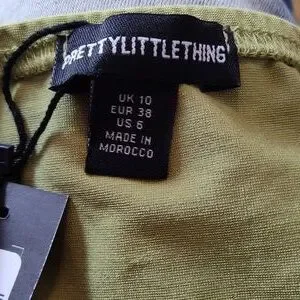 PRETTYLITTLETHING
UK 10
EUR 38
US 6
MADE IN
MOROCCO